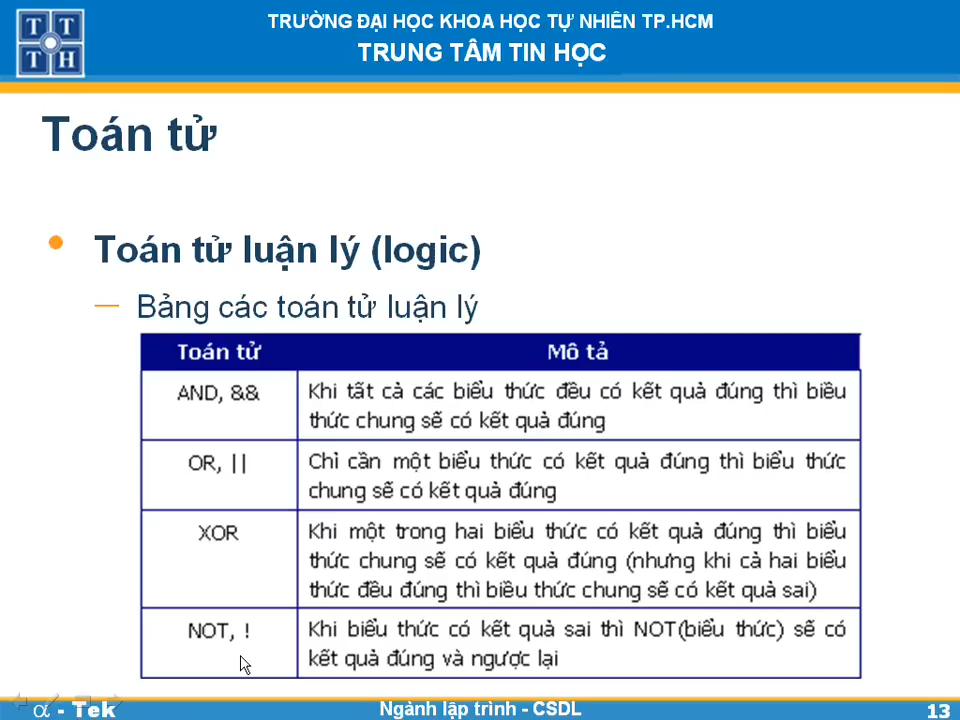 TRƯỜNG ĐẠI HỌC KHOA HỌC TỰ NHIÊN TP.HCM
TRUNG TÂM TIN HỌC
T T
T H
Toán tử
• Toán tử luận lý (logic)
– Bảng các toán tử luận lý
Toán tử Mô tả
AND, && Khi tất cả các biểu thức đều có kết quả đúng thì biểu
thức chung sẽ có kết quả đúng
OR, || Chỉ cần một biểu thức có kết quả đúng thì biểu thức
chung sẽ có kết quả đúng
XOR Khi một trong hai biểu thức có kết quả đúng thì biểu
thức chung sẽ có kết quả đúng (nhưng khi cả hai biểu
thức đều đúng thì biểu thức chung sẽ có kết quả sai)
NOT, ! Khi biểu thức có kết quả sai thì NOT(biểu thức) sẽ có
kết quả đúng và ngược lại
α - Tek Ngành lập trình - CSDL 13